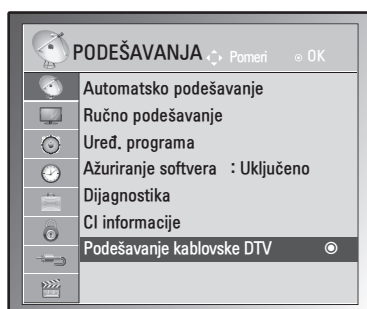 PODEŠAVANJA Pomeri OK
Automatsko podešavanje
Ručno podešavanje
Uređ. programa
Ažuriranje softvera : Uključeno
Dijagnostika
CI informacije
Podešavanje kablovske DTV